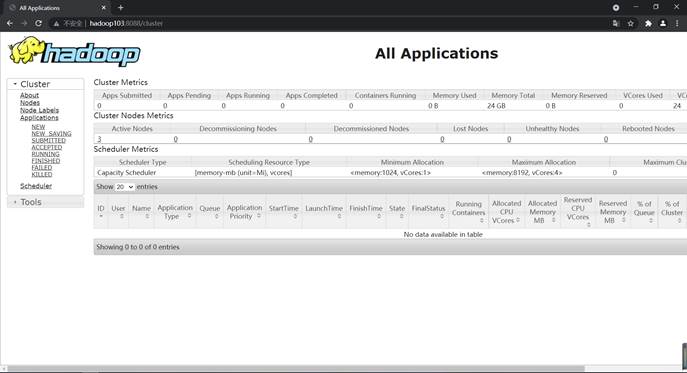 All Applications
不安全 | hadoop103:8088/cluster
hadoop
All Applications
Cluster
About
Nodes
Node Labels
Applications
NEW
NEW_SAVING
SUBMITTED
ACCEPTED
RUNNING
FINISHED
FAILED
KILLED
Scheduler
Tools
Cluster Metrics
Apps Submitted Apps Pending Apps Running Apps Completed Containers Running Memory Used Memory Total Memory Reserved VCores Used VC
0 0 0 0 0 0 B 24 GB 0 B 0 24
Cluster Nodes Metrics
Active Nodes Decommissioning Nodes Decommissioned Nodes Lost Nodes Unhealthy Nodes Rebooted Nodes
3 0 0 0 0 0
Scheduler Metrics
Scheduler Type Scheduling Resource Type Minimum Allocation Maximum Allocation Maximum Clu
Capacity Scheduler [memory-mb (unit=Mi), vcores] <memory:1024, vCores:1> <memory:8192, vCores:4> 0
Show 20 entries
ID User Name Application Type Queue Application Priority StartTime LaunchTime FinishTime State FinalStatus Running Containers Allocated CPU VCores Allocated Memory MB Reserved CPU VCores Reserved Memory MB % of Queue % of Cluster
No data available in table
Showing 0 to 0 of 0 entries